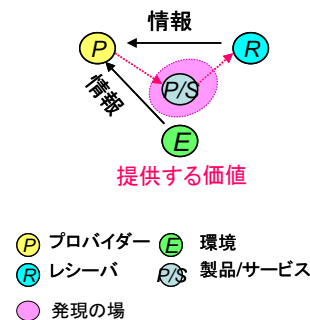 情報
P
R
P/S
情報
E
提供する価値
P プロバイダー E 環境
R レシーバ P/S 製品/サービス
発現の場